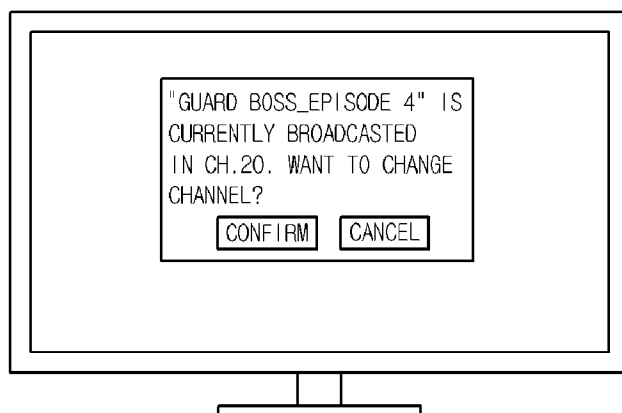 "GUARD BOSS_EPISODE 4" IS
CURRENTLY BROADCASTED
IN CH.20. WANT TO CHANGE
CHANNEL?
CONFIRM CANCEL